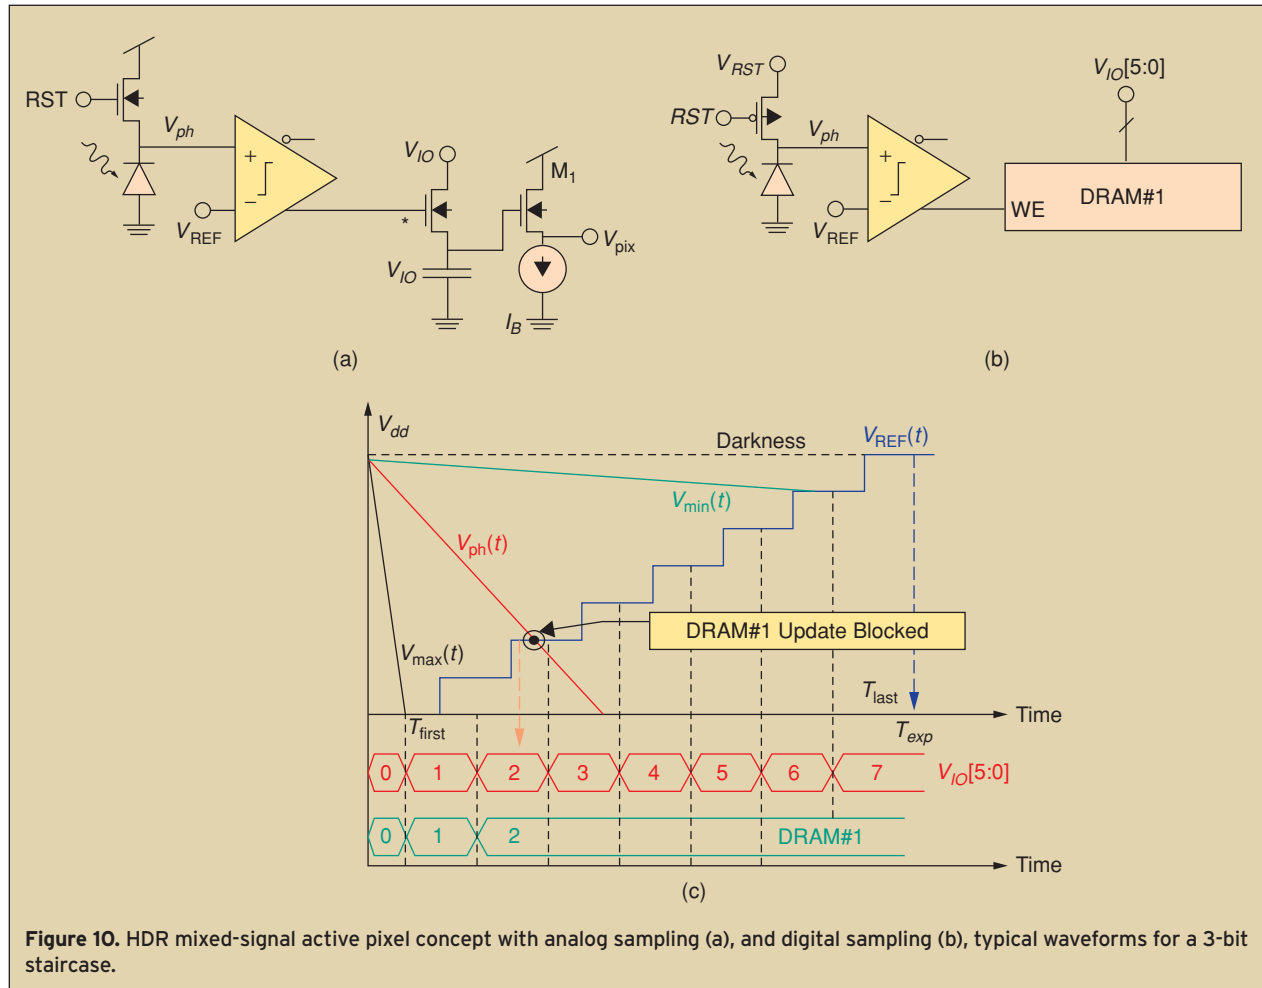 RST
V_ph
+
−
V_REF
V_IO
*
V_IO
M_1
V_pix
I_B
(a)
V_RST
RST
V_ph
+
−
V_REF
V_IO[5:0]
WE
DRAM#1
(b)
V_dd
Darkness
V_REF(t)
V_min(t)
V_ph(t)
DRAM#1 Update Blocked
V_max(t)
T_first
T_last
T_exp
Time
0 1 2 3 4 5 6 7 V_IO[5:0]
0 1 2 DRAM#1
Time
(c)
Figure 10. HDR mixed-signal active pixel concept with analog sampling (a), and digital sampling (b), typical waveforms for a 3-bit
staircase.